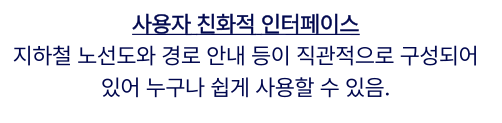 사용자 친화적 인터페이스
지하철 노선도와 경로 안내 등이 직관적으로 구성되어
있어 누구나 쉽게 사용할 수 있음.